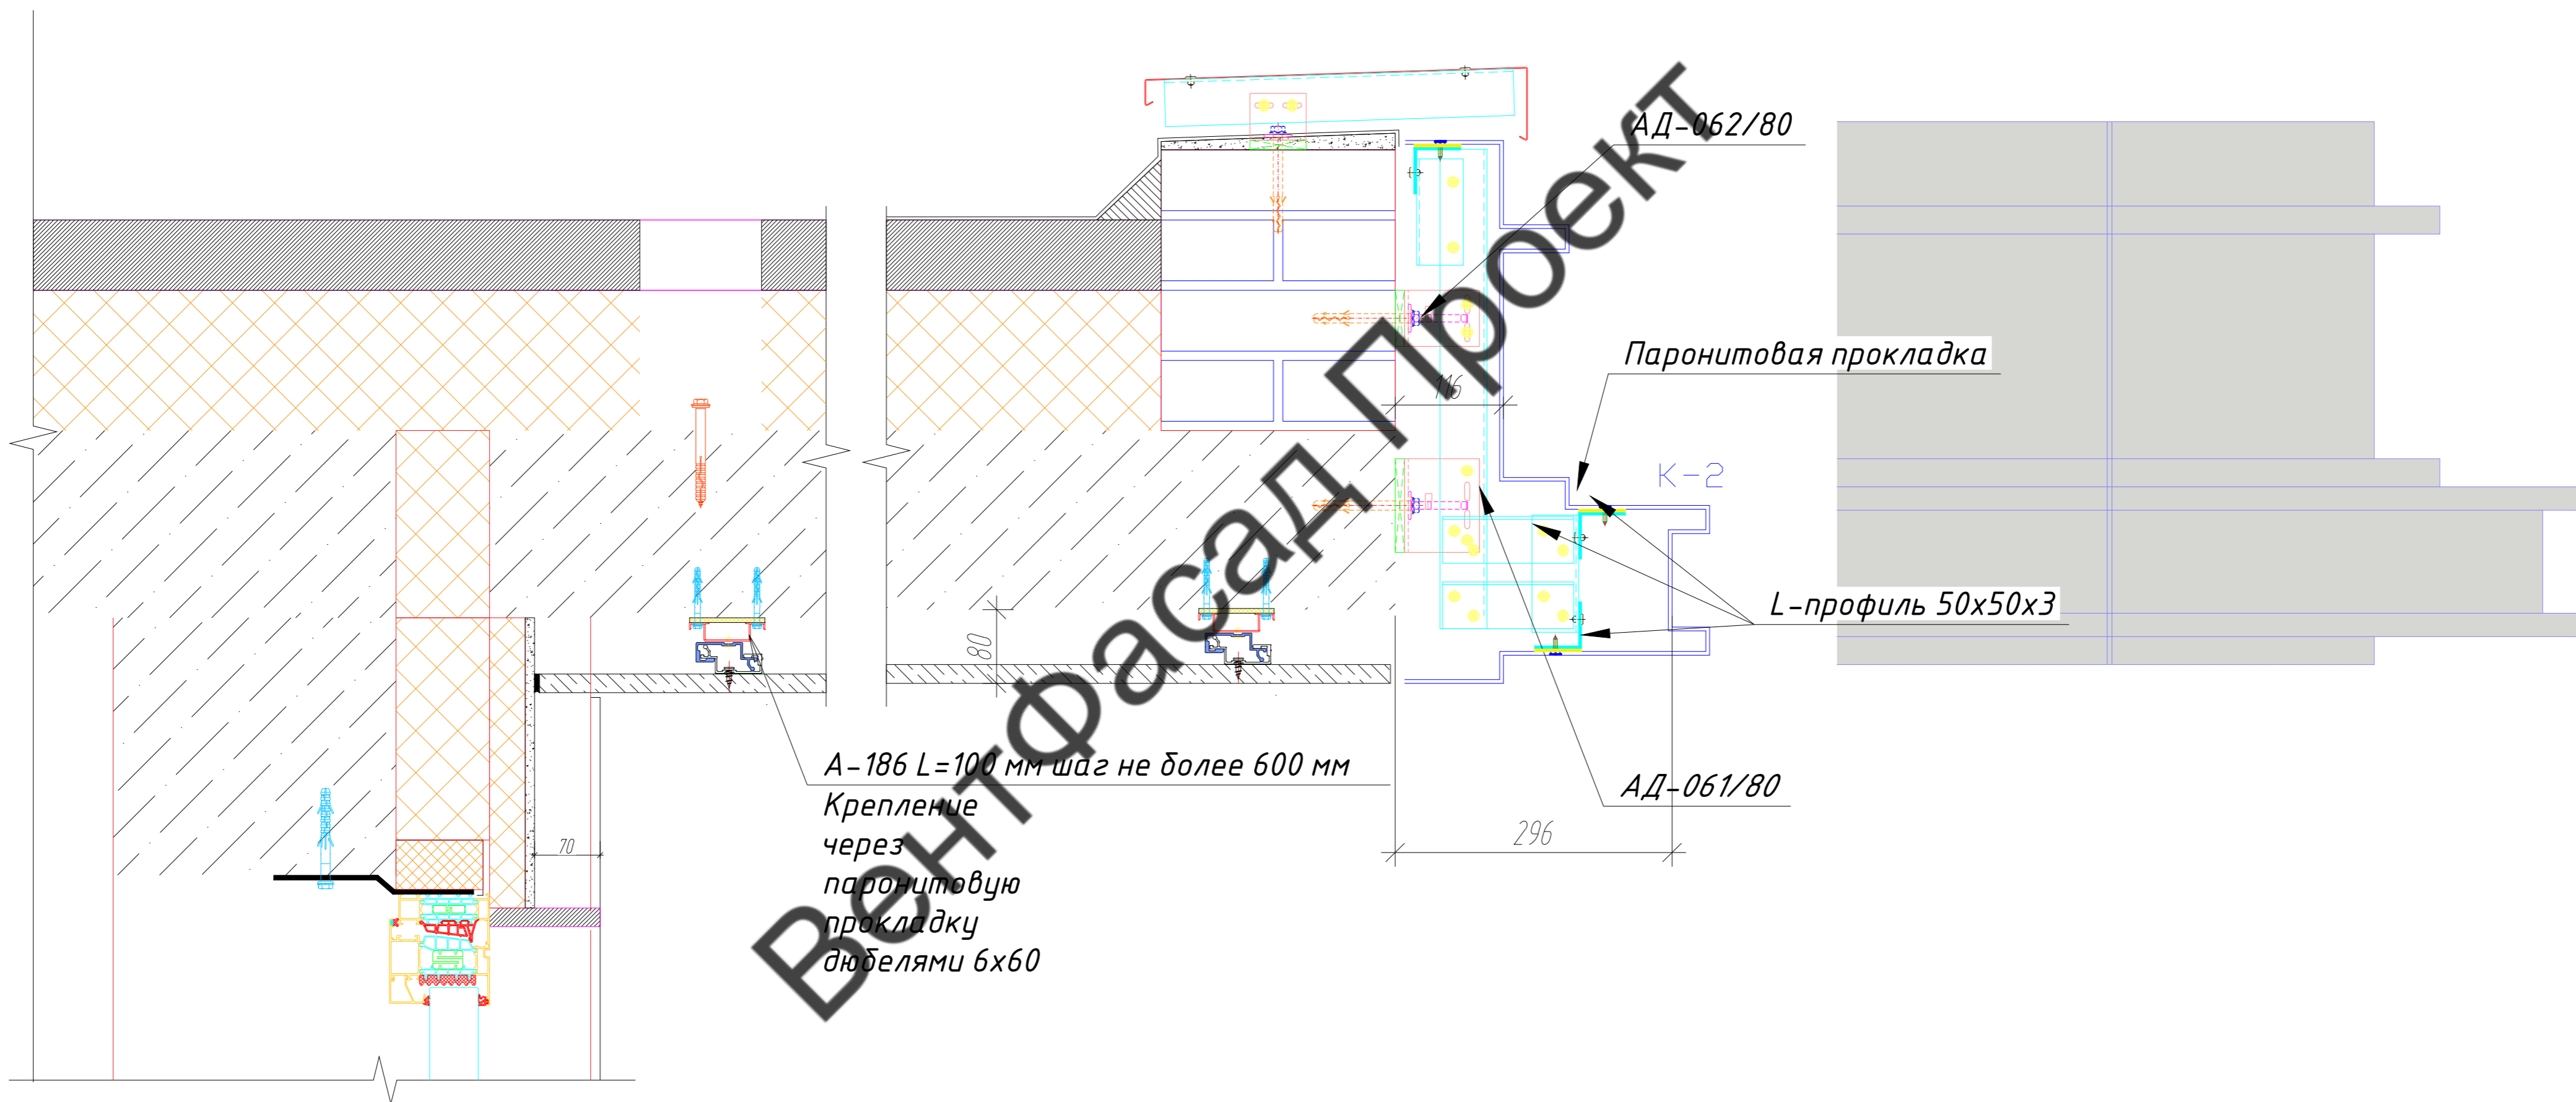 АД-062/80
116
Паронитовая прокладка
К-2
L-профиль 50х50х3
80
А-186 L=100 мм шаг не более 600 мм
Крепление
через
паронитовую
прокладку
дюбелями 6х60
АД-061/80
296
70
ВентФасад Проект